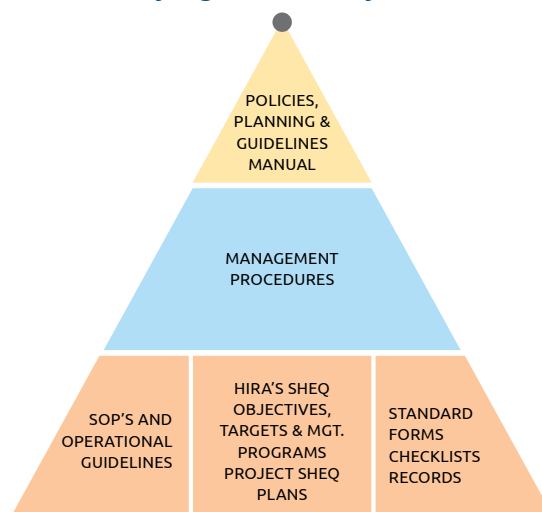 POLICIES,
PLANNING &
GUIDELINES
MANUAL
MANAGEMENT
PROCEDURES
SOP'S AND
OPERATIONAL
GUIDELINES
HIRA'S SHEQ
OBJECTIVES,
TARGETS & MGT.
PROGRAMS
PROJECT SHEQ
PLANS
STANDARD
FORMS
CHECKLISTS
RECORDS